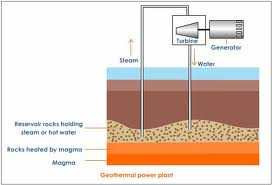 Turbine
Generator
Steam
Water
Reservoir rocks holding
steam or hot water
Rocks heated by magma
Magma
Geothermal power plant